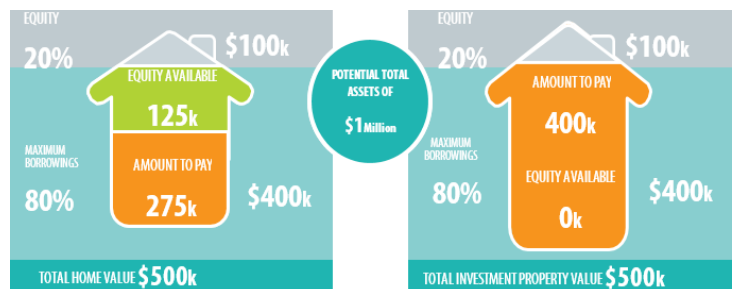 EQUITY
20%
$100k
EQUITY AVAILABLE
125k
MAXIMUM
BORROWINGS
80%
AMOUNT TO PAY
275k
$400k
TOTAL HOME VALUE $500k
POTENTIAL TOTAL
ASSETS OF
$1 Million
EQUITY
20%
$100k
AMOUNT TO PAY
400k
MAXIMUM
BORROWINGS
80%
EQUITY AVAILABLE
0k
$400k
TOTAL INVESTMENT PROPERTY VALUE $500k